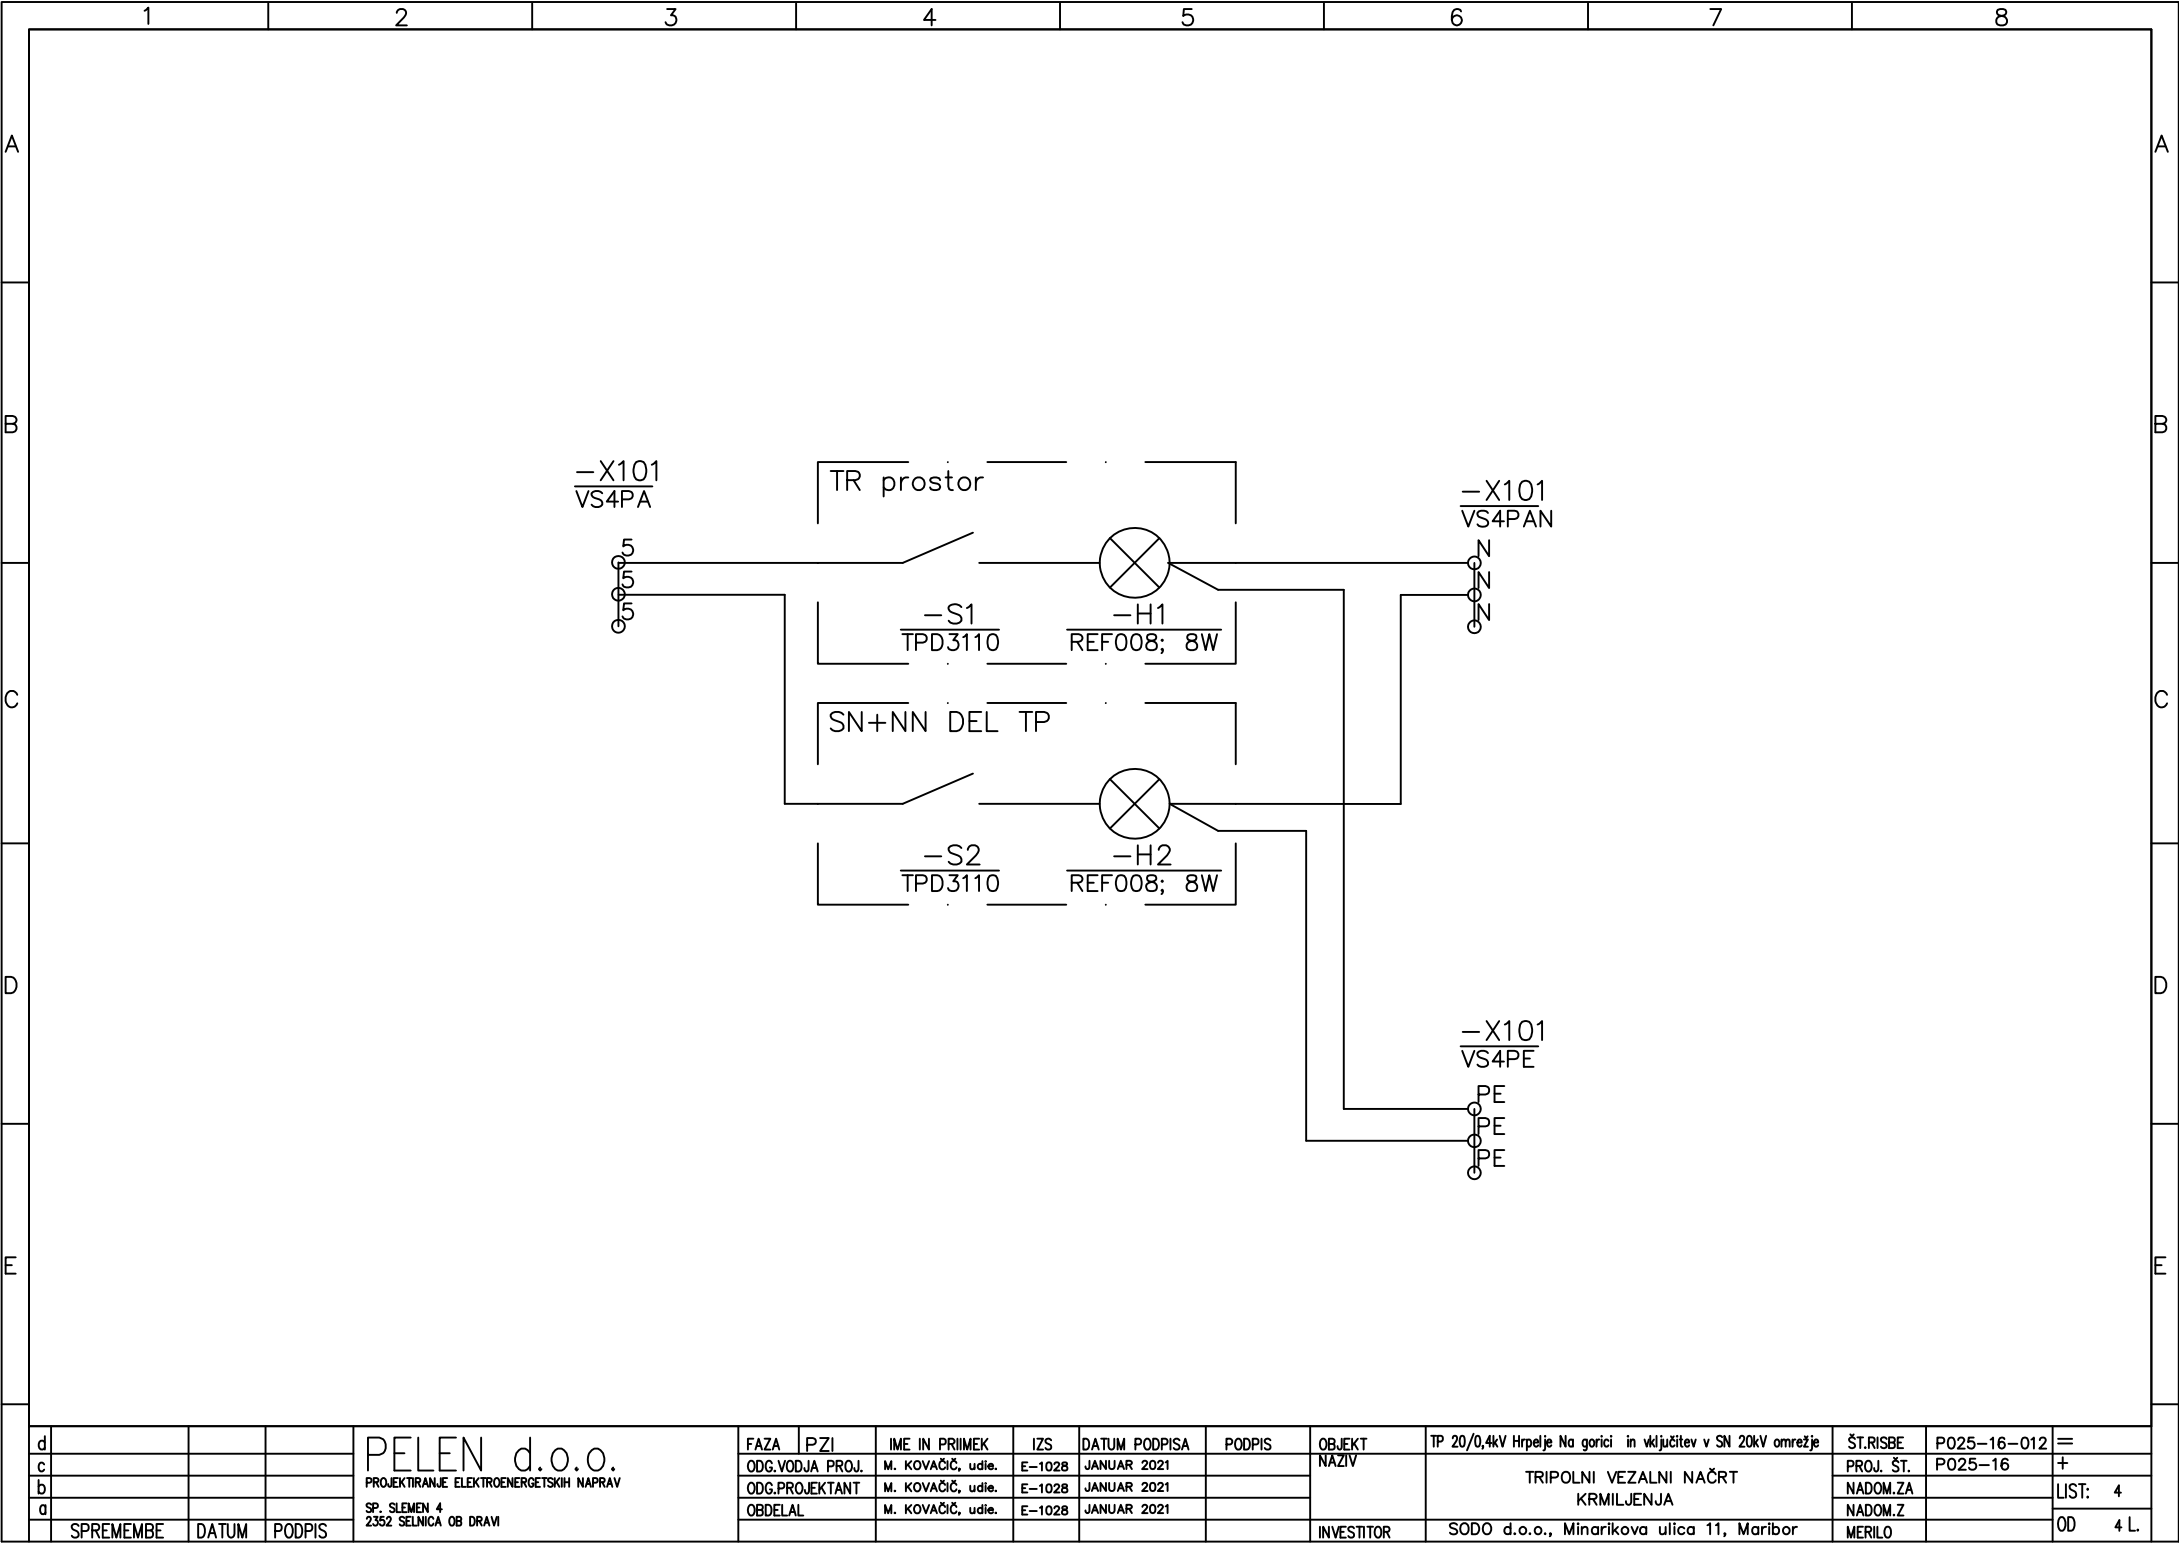 1 2 3 4 5 6 7 8
A A
B B
C C
D D
E E
-X101
VS4PA
5
5
5
TR prostor
-S1
TPD3110
-H1
REF008; 8W
SN+NN DEL TP
-S2
TPD3110
-H2
REF008; 8W
-X101
VS4PAN
N
N
N
-X101
VS4PE
PE
PE
PE
d
c
b
a
SPREMEMBE DATUM PODPIS
PELEN d.o.o.
PROJEKTIRANJE ELEKTROENERGETSKIH NAPRAV
SP. SLEMEN 4
2352 SELNICA OB DRAVI
FAZA PZI IME IN PRIIMEK IZS DATUM PODPISA PODPIS
ODG.VODJA PROJ. M. KOVAČIČ, udie. E-1028 JANUAR 2021
ODG.PROJEKTANT M. KOVAČIČ, udie. E-1028 JANUAR 2021
OBDELAL M. KOVAČIČ, udie. E-1028 JANUAR 2021
OBJEKT TP 20/0,4kV Hrpelje Na gorici in vključitev v SN 20kV omrežje
NAZIV
TRIPOLNI VEZALNI NAČRT
KRMILJENJA
INVESTITOR SODO d.o.o., Minarikova ulica 11, Maribor
ŠT.RISBE P025-16-012 =
PROJ. ŠT. P025-16 +
NADOM.ZA
NADOM.Z
MERILO
LIST: 4
OD 4 L.